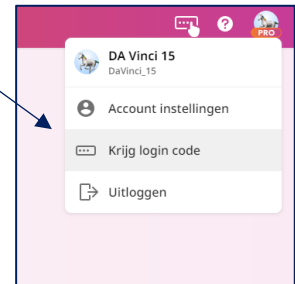 PRO
DA Vinci 15
DaVinci_15
Account instellingen
Krijg login code
Uitloggen